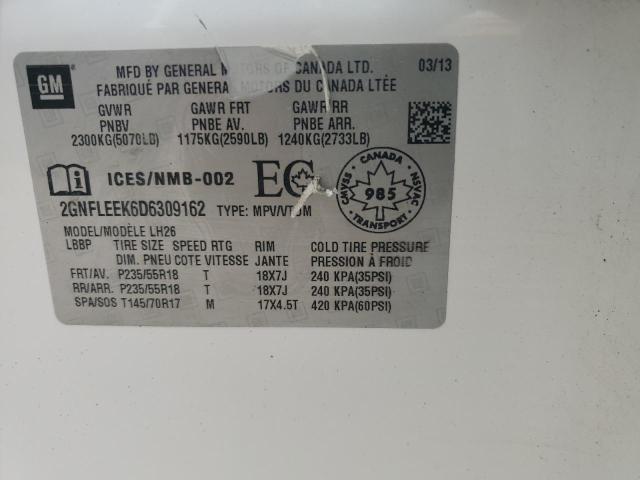 GM
MFD BY GENERAL MOTORS OF CANADA LTD. 03/13
FABRIQUÉ PAR GENERAL MOTORS DU CANADA LTÉE
GVWR GAWR FRT GAWR RR
PNBV PNBE AV. PNBE ARR.
2300KG(5070LB) 1175KG(2590LB) 1240KG(2733LB)
ICES/NMB-002 EC
CANADA
CMVSS 985 NSVAC
TRANSPORT
2GNFLEEK6D6309162 TYPE: MPV/VTUM
MODEL/MODÈLE LH26
LBBP TIRE SIZE SPEED RTG RIM COLD TIRE PRESSURE
DIM. PNEU COTE VITESSE JANTE PRESSION À FROID
FRT/AV. P235/55R18 T 18X7J 240 KPA(35PSI)
RR/ARR. P235/55R18 T 18X7J 240 KPA(35PSI)
SPA/SOS T145/70R17 M 17X4.5T 420 KPA(60PSI)